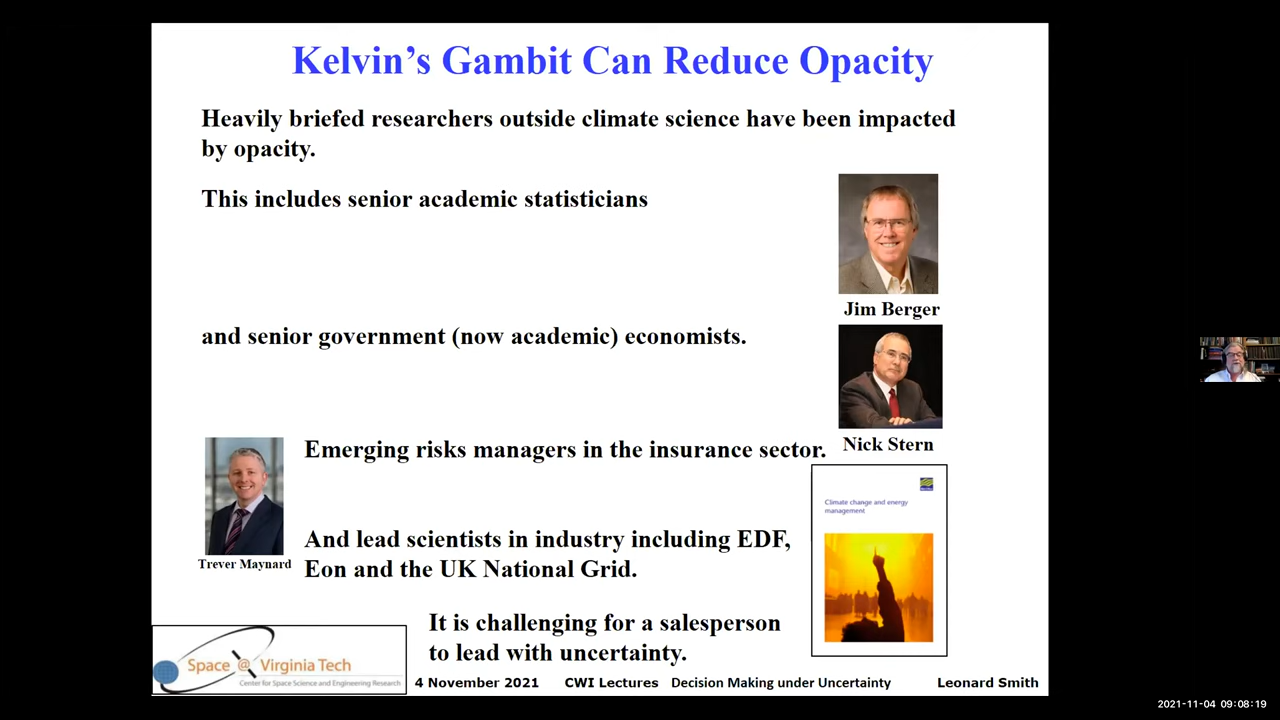 Kelvin's Gambit Can Reduce Opacity
Heavily briefed researchers outside climate science have been impacted
by opacity.
This includes senior academic statisticians
Jim Berger
and senior government (now academic) economists.
Nick Stern
Emerging risks managers in the insurance sector.
Climate change and energy
management
Trever Maynard
And lead scientists in industry including EDF,
Eon and the UK National Grid.
It is challenging for a salesperson
to lead with uncertainty.
Space @ Virginia Tech
Center for Space Science and Engineering Research
4 November 2021 CWI Lectures Decision Making under Uncertainty Leonard Smith
2021-11-04 09:08:19